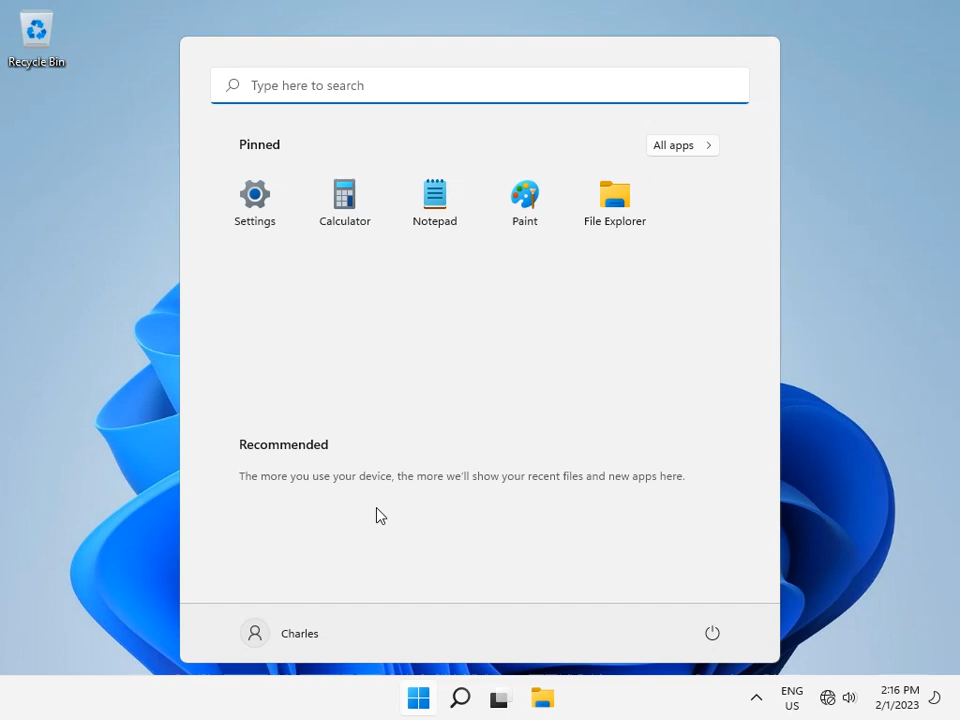 Recycle Bin
Type here to search
Pinned
All apps
Settings
Calculator
Notepad
Paint
File Explorer
Recommended
The more you use your device, the more we'll show your recent files and new apps here.
Charles
ENG
US
2:16 PM
2/1/2023